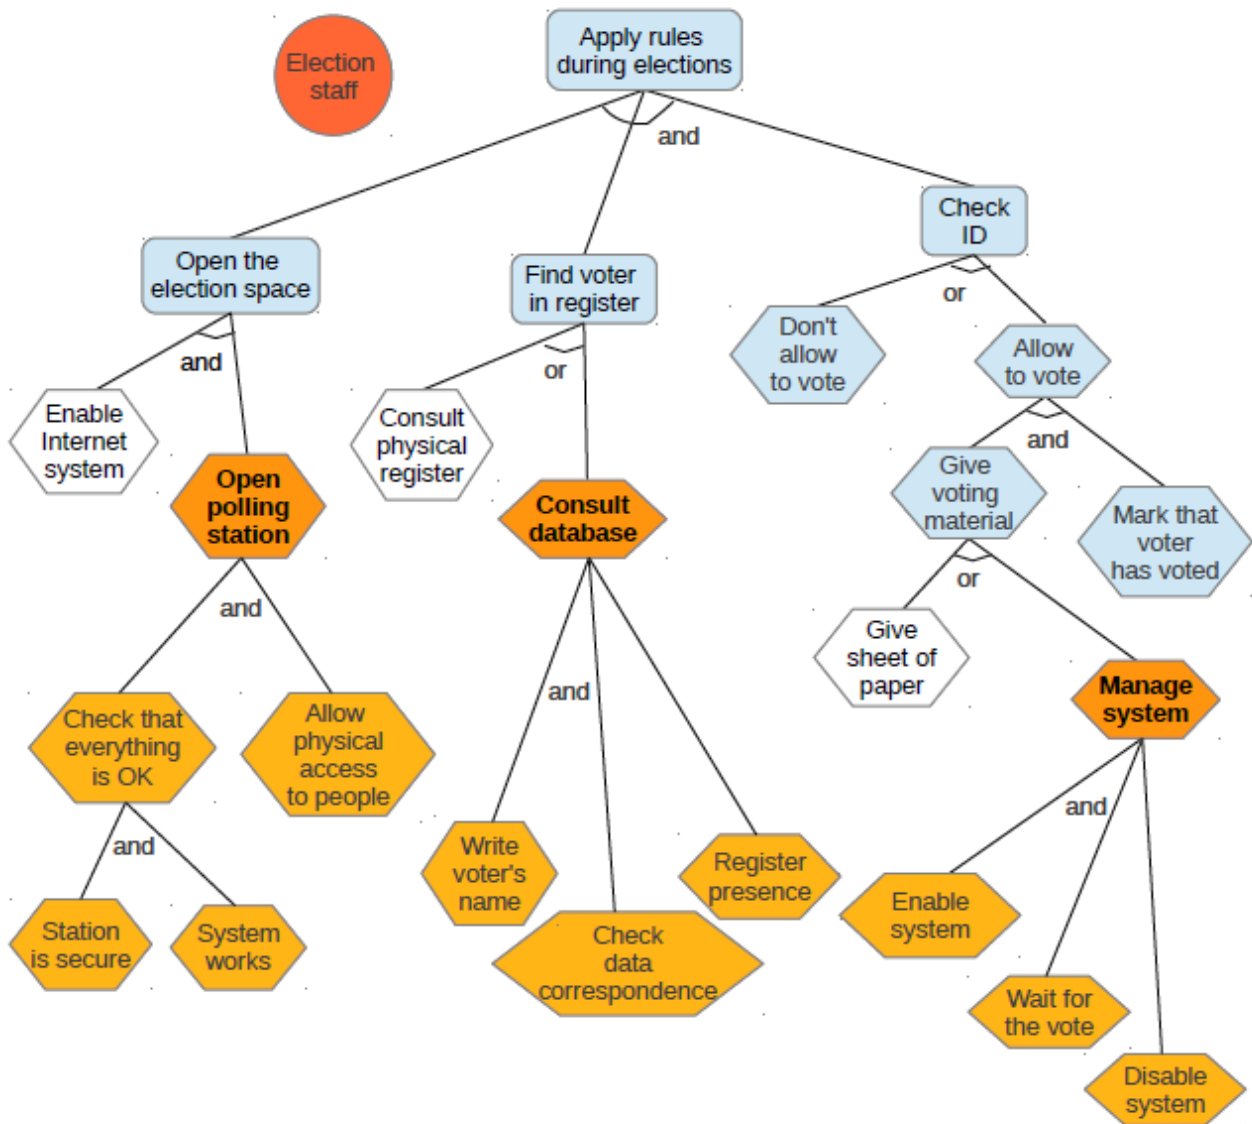 Election
staff
Apply rules
during elections
and
Check
ID
Open the
election space
Find voter
in register
or
Don't
allow
to vote
Allow
to vote
and
or
and
Enable
Internet
system
Consult
physical
register
Give
voting
material
Mark that
voter
has voted
Open
polling
station
Consult
database
or
and
Give
sheet of
paper
Manage
system
and
Check that
everything
is OK
Allow
physical
access
to people
and
and
Write
voter's
name
Register
presence
Enable
system
Station
is secure
System
works
Check
data
correspondence
Wait for
the vote
Disable
system